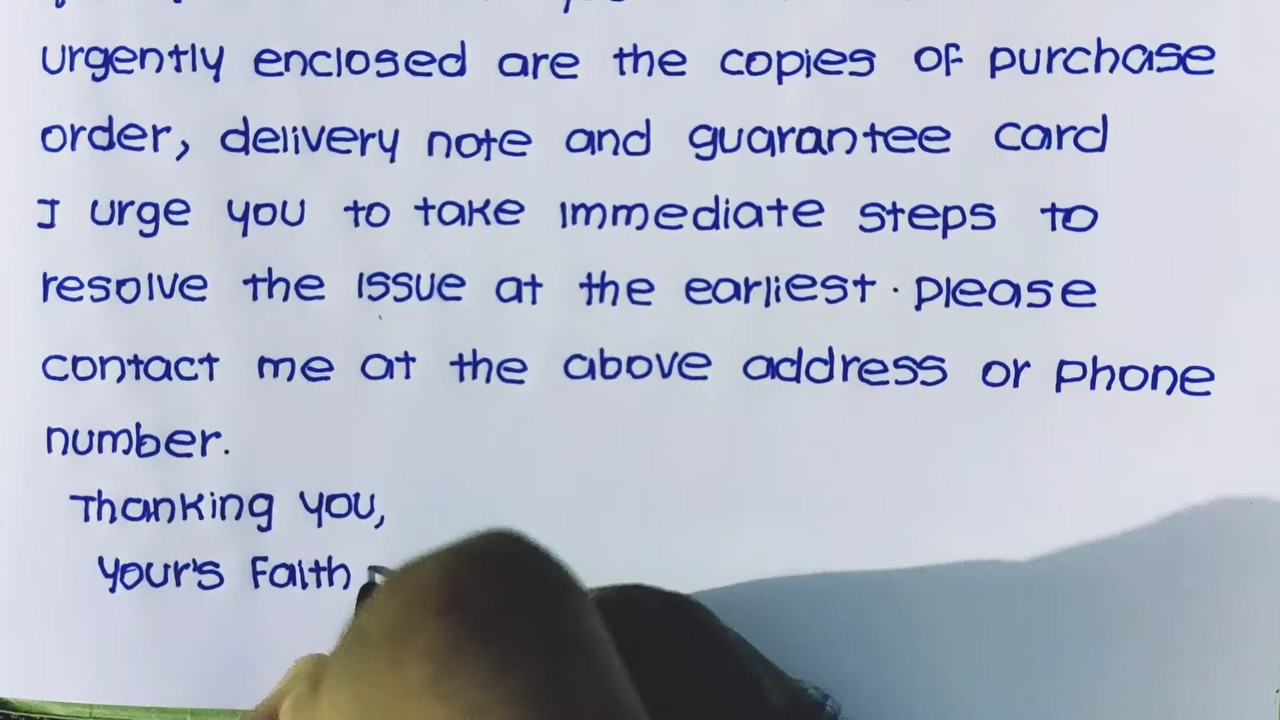 urgently enclosed are the copies of purchase
order, delivery note and guarantee card
I urge you to take immediate steps to
resolve the issue at the earliest. please
contact me at the above address or phone
number.
Thanking you,
your's Faith